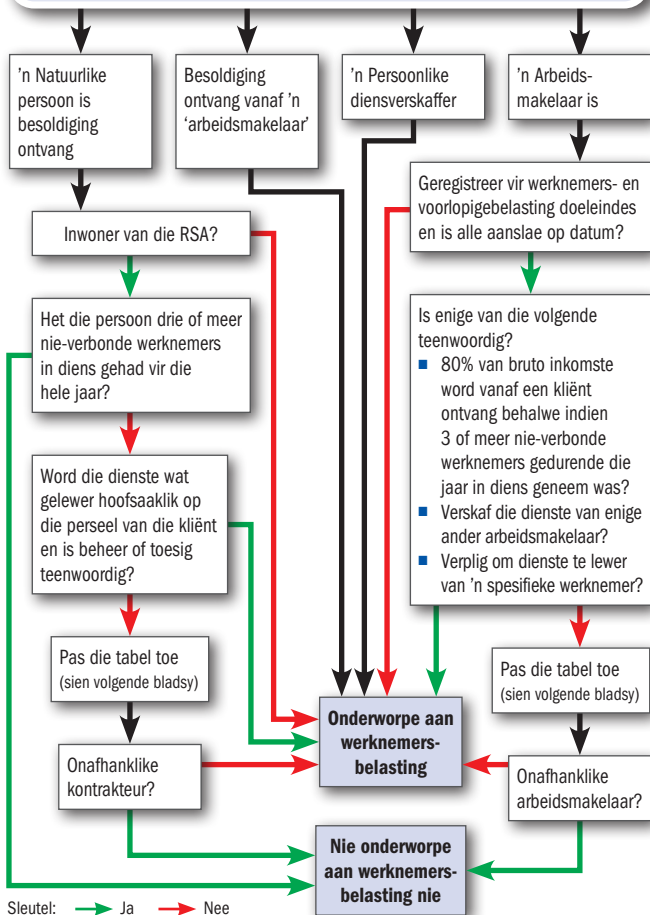 'n Natuurlike
persoon is
besoldiging
ontvang
Besoldiging
ontvang vanaf 'n
'arbeidsmakelaar'
'n Persoonlike
diensverskaffer
'n Arbeids-
makelaar is
Inwoner van die RSA?
Geregistreer vir werknemers- en
voorlopigebelasting doeleindes
en is alle aanslae op datum?
Het die persoon drie of meer
nie-verbonde werknemers
in diens gehad vir die
hele jaar?
Is enige van die volgende
teenwoordig?
■ 80% van bruto inkomste
word vanaf een kliënt
ontvang behalwe indien
3 of meer nie-verbonde
werknemers gedurende die
jaar in diens geneem was?
■ Verskaf die dienste van enige
ander arbeidsmakelaar?
■ Verplig om dienste te lewer
van 'n spesifieke werknemer?
Word die dienste wat
gelewer hoofsaaklik op
die perseel van die kliënt
en is beheer of toesig
teenwoordig?
Pas die tabel toe
(sien volgende bladsy)
Pas die tabel toe
(sien volgende bladsy)
Onafhanklike
kontrakteur?
Onderworpe aan
werknemers-
belasting
Onafhanklike
arbeidsmakelaar?
Nie onderworpe
aan werknemers-
belasting nie
Sleutel: Ja Nee